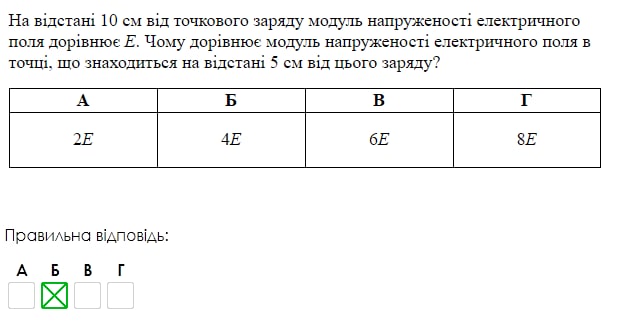 На відстані 10 см від точкового заряду модуль напруженості електричного
поля дорівнює E. Чому дорівнює модуль напруженості електричного поля в
точці, що знаходиться на відстані 5 см від цього заряду?
А Б В Г
2E 4E 6E 8E
Правильна відповідь:
А Б В Г